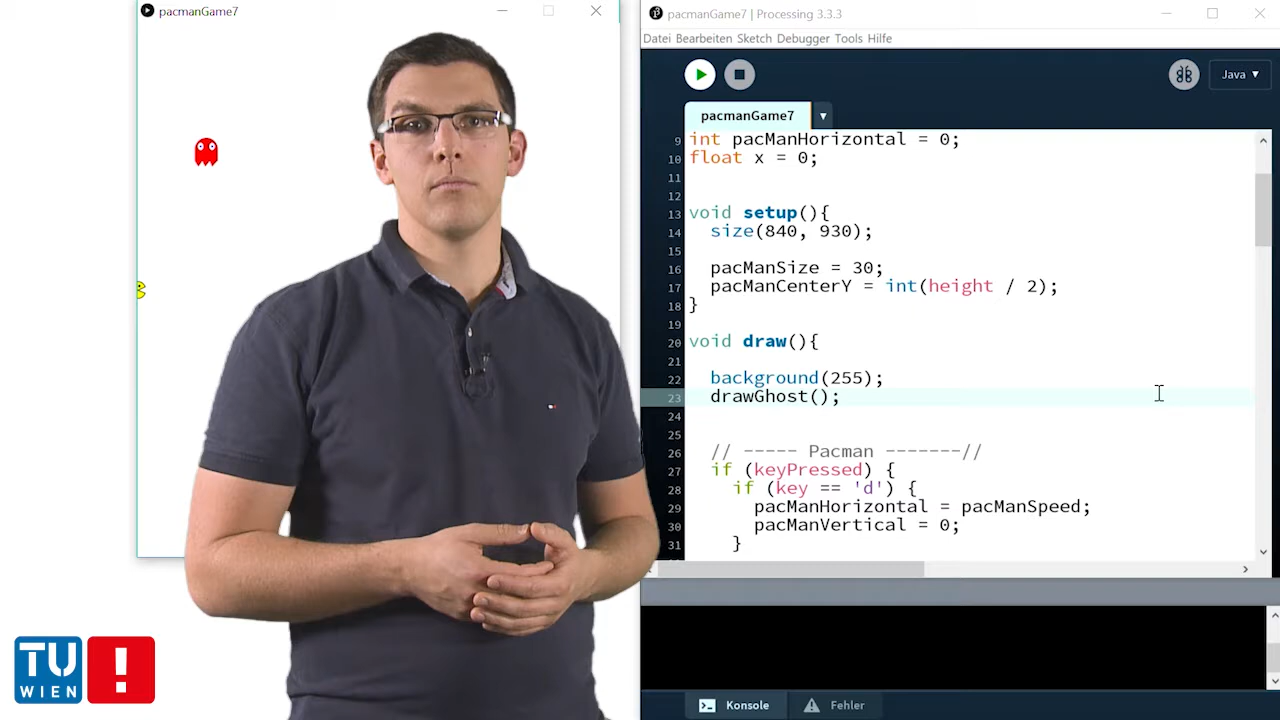 pacmanGame7
pacmanGame7 | Processing 3.3.3
Datei Bearbeiten Sketch Debugger Tools Hilfe
Java ▼
pacmanGame7 ▼
9 int pacManHorizontal = 0;
10 float x = 0;
11
12
13 void setup(){
14 size(840, 930);
15
16 pacManSize = 30;
17 pacManCenterY = int(height / 2);
18 }
19
20 void draw(){
21
22 background(255);
23 drawGhost();
24
25
26 // ----- Pacman -------//
27 if (keyPressed) {
28 if (key == 'd') {
29 pacManHorizontal = pacManSpeed;
30 pacManVertical = 0;
31 }
Konsole
Fehler
TU
WIEN
!